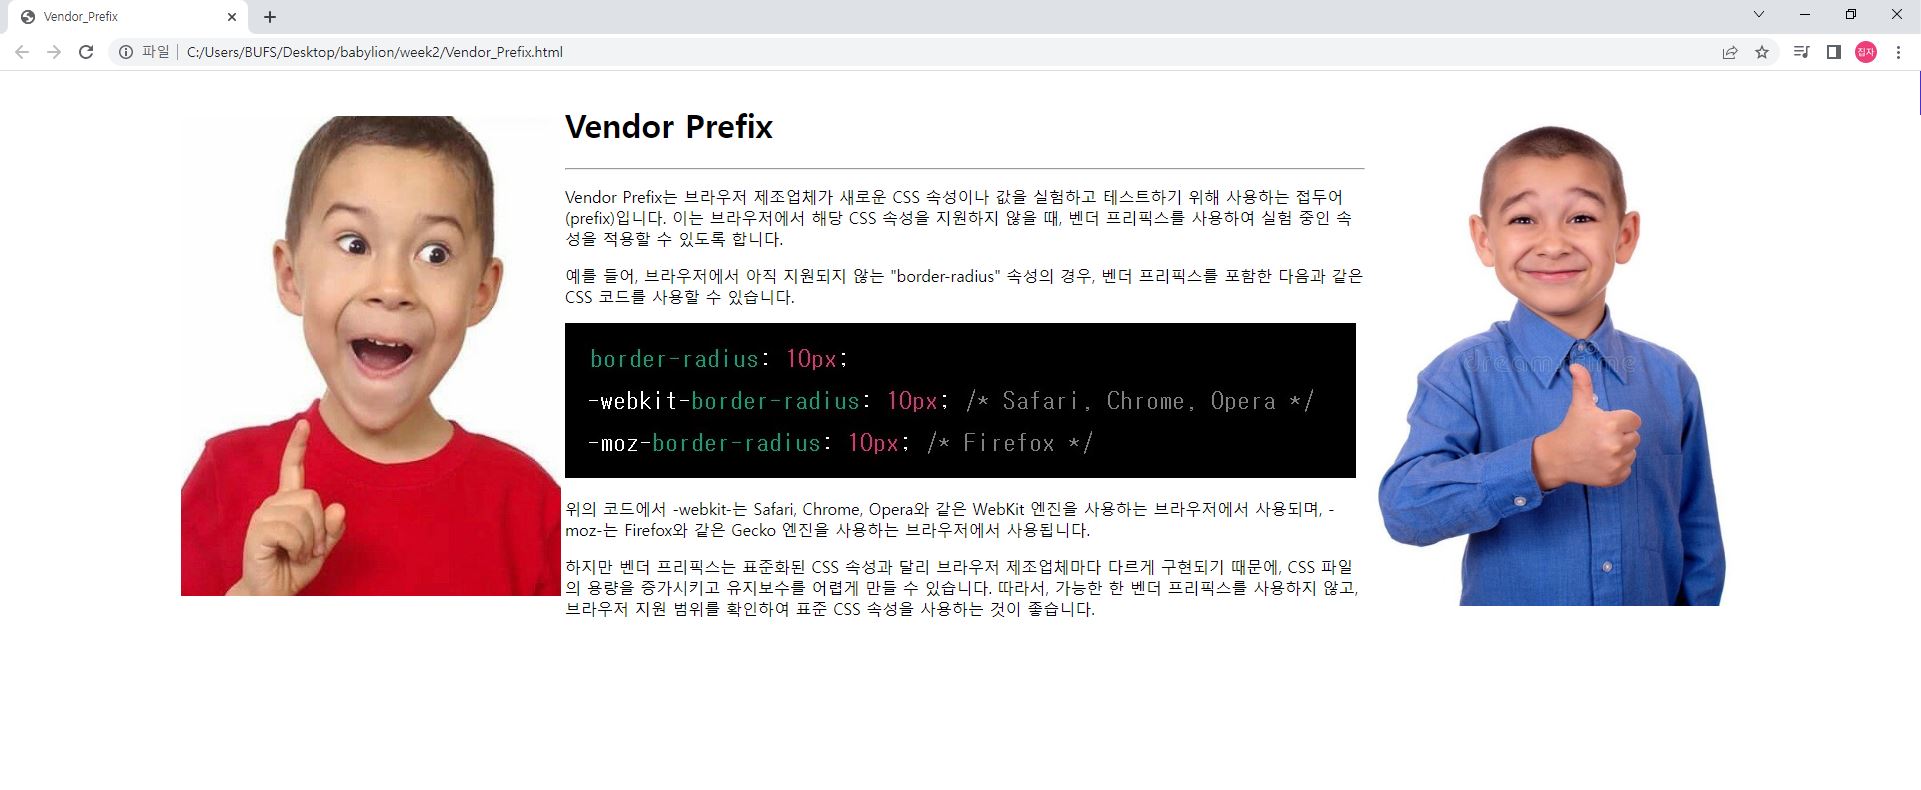 Vendor_Prefix
파일
C:/Users/BUFS/Desktop/babylion/week2/Vendor_Prefix.html
집자
Vendor Prefix
Vendor Prefix는 브라우저 제조업체가 새로운 CSS 속성이나 값을 실험하고 테스트하기 위해 사용하는 접두어
(prefix)입니다. 이는 브라우저에서 해당 CSS 속성을 지원하지 않을 때, 벤더 프리픽스를 사용하여 실험 중인 속
성을 적용할 수 있도록 합니다.
예를 들어, 브라우저에서 아직 지원되지 않는 "border-radius" 속성의 경우, 벤더 프리픽스를 포함한 다음과 같은
CSS 코드를 사용할 수 있습니다.
border-radius: 10px;
-webkit-border-radius: 10px; /* Safari, Chrome, Opera */
-moz-border-radius: 10px; /* Firefox */
위의 코드에서 -webkit-는 Safari, Chrome, Opera와 같은 WebKit 엔진을 사용하는 브라우저에서 사용되며, -
moz-는 Firefox와 같은 Gecko 엔진을 사용하는 브라우저에서 사용됩니다.
하지만 벤더 프리픽스는 표준화된 CSS 속성과 달리 브라우저 제조업체마다 다르게 구현되기 때문에, CSS 파일
의 용량을 증가시키고 유지보수를 어렵게 만들 수 있습니다. 따라서, 가능한 한 벤더 프리픽스를 사용하지 않고,
브라우저 지원 범위를 확인하여 표준 CSS 속성을 사용하는 것이 좋습니다.
dreamstime